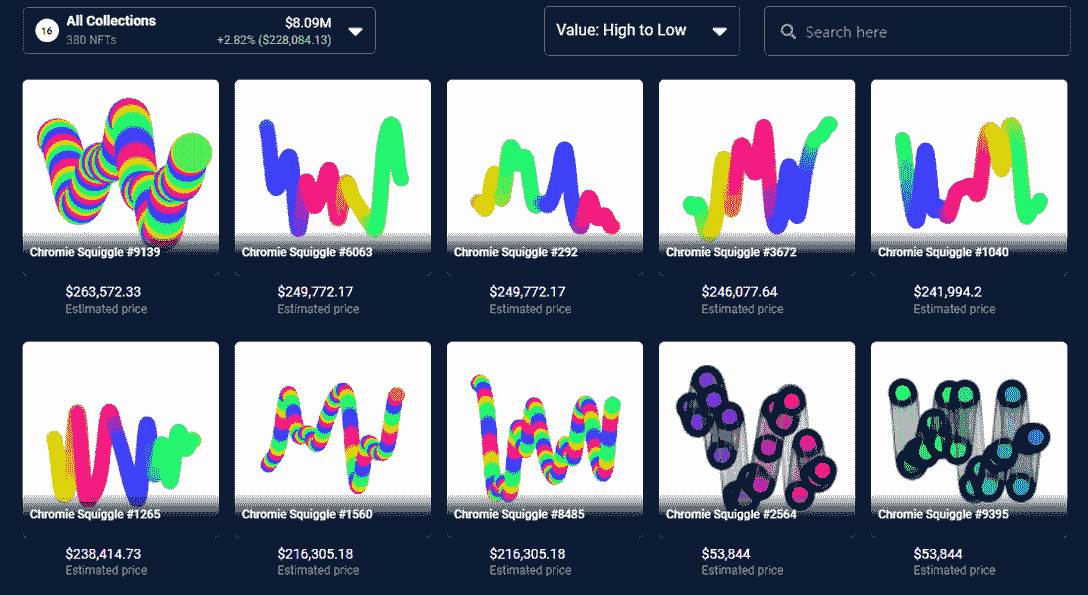 16
All Collections
$8.09M
380 NFTs
+2.82% ($228,084.13)
Value: High to Low
Search here
Chromie Squiggle #9139
Chromie Squiggle #6063
Chromie Squiggle #292
Chromie Squiggle #3672
Chromie Squiggle #1040
$263,572.33
$249,772.17
$249,772.17
$246,077.64
$241,994.2
Estimated price
Estimated price
Estimated price
Estimated price
Estimated price
Chromie Squiggle #1265
Chromie Squiggle #1560
Chromie Squiggle #8485
Chromie Squiggle #2564
Chromie Squiggle #9395
$238,414.73
$216,305.18
$216,305.18
$53,844
$53,844
Estimated price
Estimated price
Estimated price
Estimated price
Estimated price